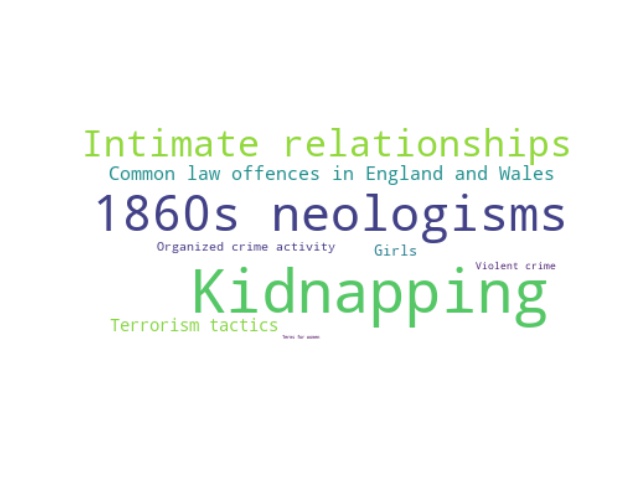 Intimate relationships
Common law offences in England and Wales
1860s neologisms
Organized crime activity
Girls
Violent crime
Kidnapping
Terrorism tactics
Terms for women